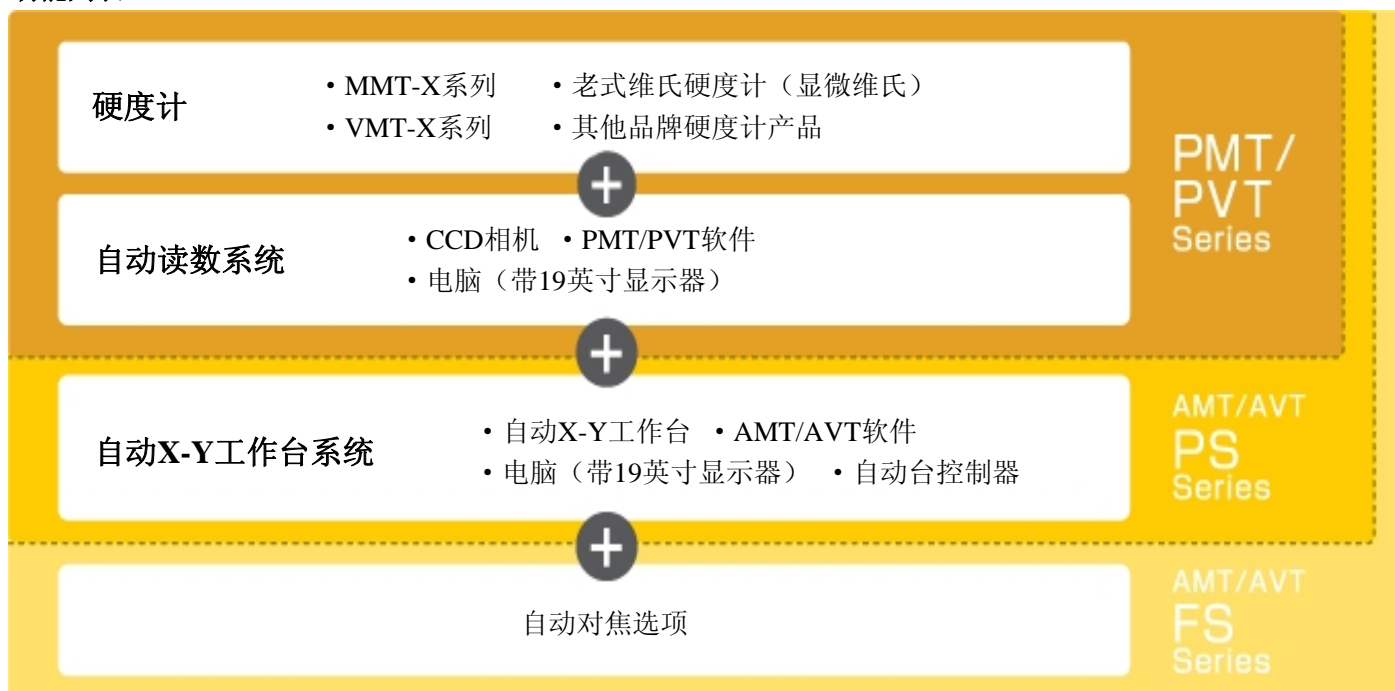 硬度计
·MMT-X系列 ·老式维氏硬度计（显微维氏）
·VMT-X系列 ·其他品牌硬度计产品
PMT/
PVT
Series
自动读数系统
·CCD相机 ·PMT/PVT软件
·电脑（带19英寸显示器）
自动X-Y工作台系统
·自动X-Y工作台 ·AMT/AVT软件
·电脑（带19英寸显示器） ·自动台控制器
AMT/AVT
PS
Series
自动对焦选项
AMT/AVT
FS
Series